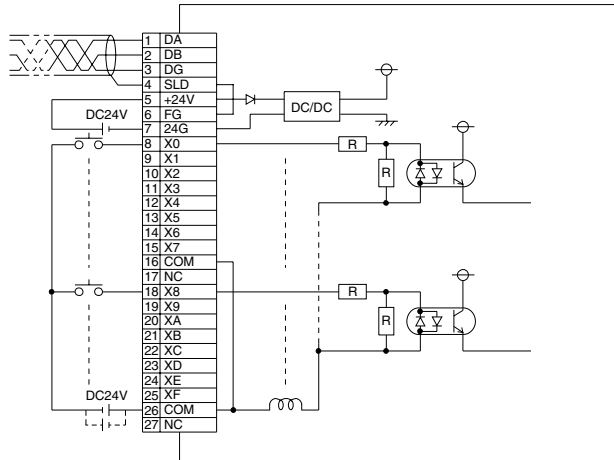 1 DA
2 DB
3 DG
4 SLD
5 +24V
6 FG
7 24G
8 X0
9 X1
10 X2
11 X3
12 X4
13 X5
14 X6
15 X7
16 COM
17 NC
18 X8
19 X9
20 XA
21 XB
22 XC
23 XD
24 XE
25 XF
26 COM
27 NC
DC24V
DC24V
DC/DC
R
R
R
R